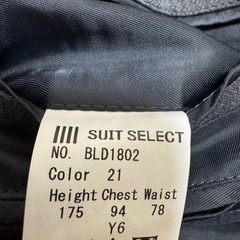 SUIT SELECT
NO. BLD1802
Color 21
Height Chest Waist
175 94 78
Y6